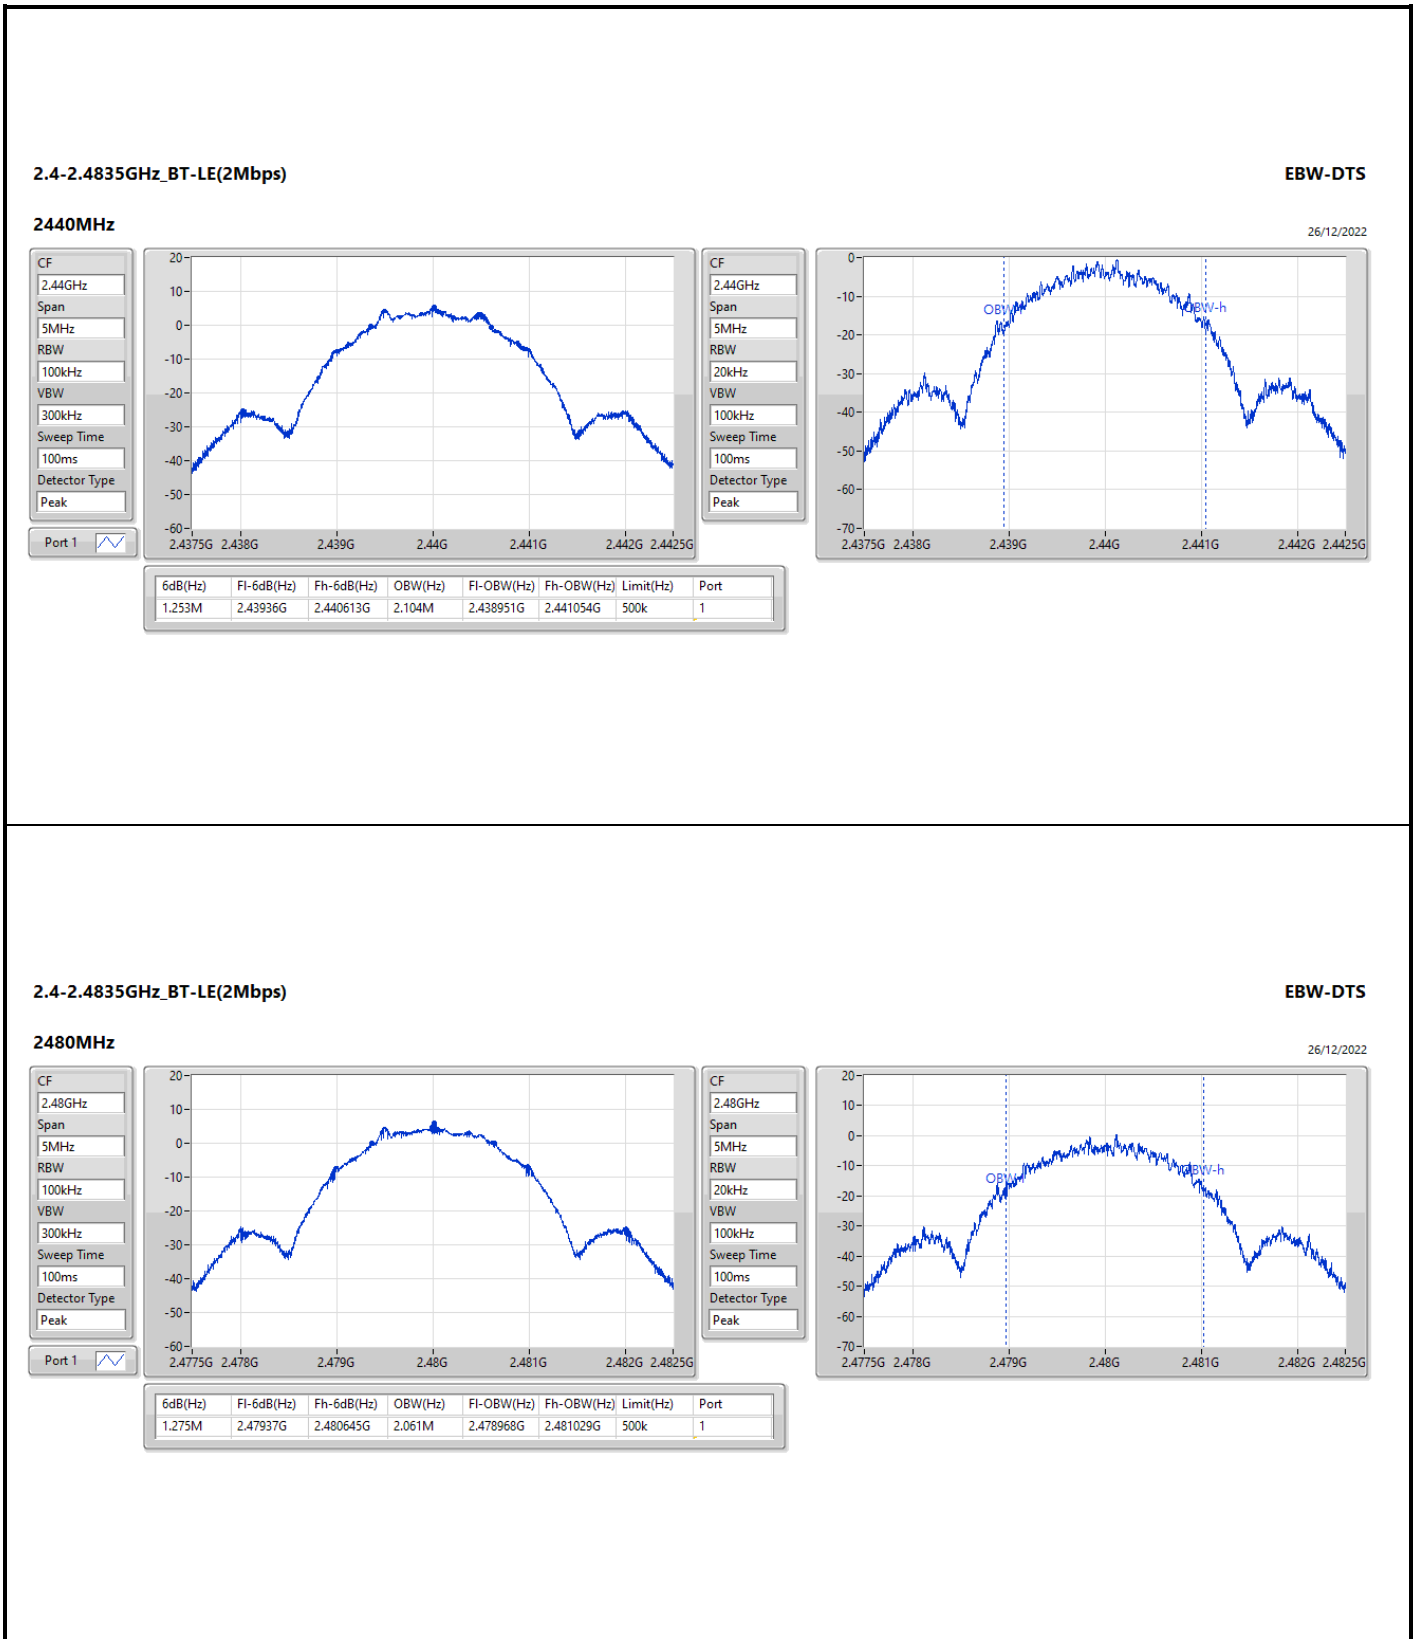 2.4-2.4835GHz_BT-LE(2Mbps) EBW-DTS
2440MHz
26/12/2022
CF
2.44GHz
Span
5MHz
RBW
100kHz
VBW
300kHz
Sweep Time
100ms
Detector Type
Peak
Port 1
20
10
0
-10
-20
-30
-40
-50
-60
2.4375G 2.438G 2.439G 2.44G 2.441G 2.442G 2.4425G
CF
2.44GHz
Span
5MHz
RBW
20kHz
VBW
100kHz
Sweep Time
100ms
Detector Type
Peak
0
-10
-20
-30
-40
-50
-60
-70
OBW-h
2.4375G 2.438G 2.439G 2.44G 2.441G 2.442G 2.4425G
6dB(Hz) Fl-6dB(Hz) Fh-6dB(Hz) OBW(Hz) Fl-OBW(Hz) Fh-OBW(Hz) Limit(Hz) Port
1.253M 2.43936G 2.440613G 2.104M 2.438951G 2.441054G 500k 1
2.4-2.4835GHz_BT-LE(2Mbps) EBW-DTS
2480MHz
26/12/2022
CF
2.48GHz
Span
5MHz
RBW
100kHz
VBW
300kHz
Sweep Time
100ms
Detector Type
Peak
Port 1
20
10
0
-10
-20
-30
-40
-50
-60
2.4775G 2.478G 2.479G 2.48G 2.481G 2.482G 2.4825G
CF
2.48GHz
Span
5MHz
RBW
20kHz
VBW
100kHz
Sweep Time
100ms
Detector Type
Peak
20
10
0
-10
-20
-30
-40
-50
-60
-70
OBW-h
2.4775G 2.478G 2.479G 2.48G 2.481G 2.482G 2.4825G
6dB(Hz) Fl-6dB(Hz) Fh-6dB(Hz) OBW(Hz) Fl-OBW(Hz) Fh-OBW(Hz) Limit(Hz) Port
1.275M 2.47937G 2.480645G 2.061M 2.478968G 2.481029G 500k 1